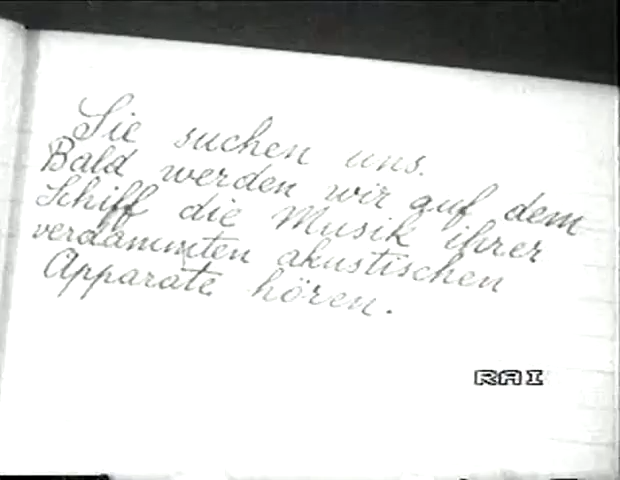 Sie suchen uns.
Bald werden wir auf dem
Schiff die Musik ihrer
verdammten akustischen
Apparate hören.
RAI